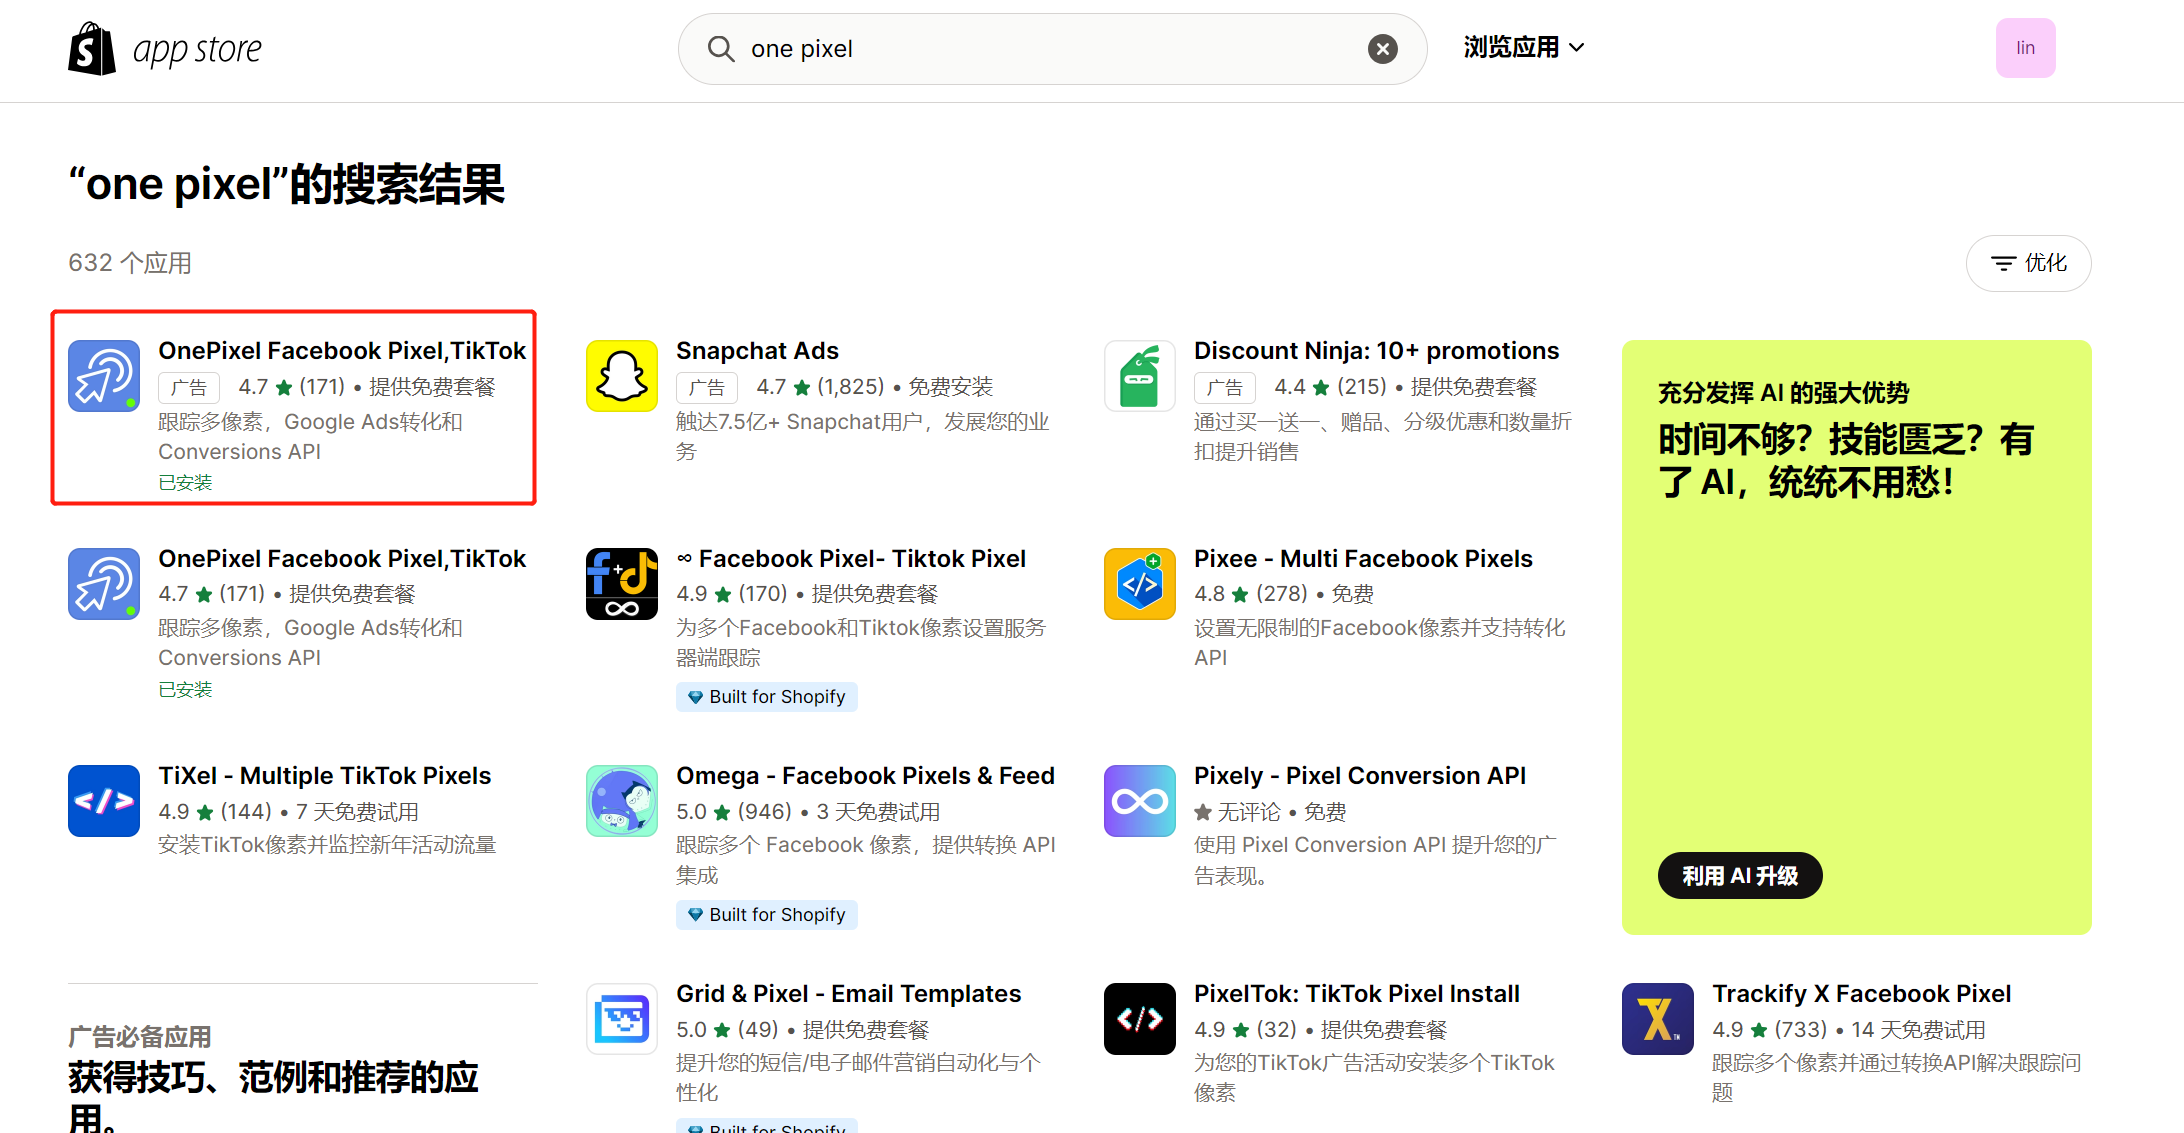 app store
one pixel
浏览应用
lin
“one pixel”的搜索结果
632 个应用
优化
OnePixel Facebook Pixel,TikTok
广告 4.7 ★ (171) • 提供免费套餐
跟踪多像素，Google Ads转化和
Conversions API
已安装
Snapchat Ads
广告 4.7 ★ (1,825) • 免费安装
触达7.5亿+ Snapchat用户，发展您的业
务
Discount Ninja: 10+ promotions
广告 4.4 ★ (215) • 提供免费套餐
通过买一送一、赠品、分级优惠和数量折
扣提升销售
充分发挥 AI 的强大优势
时间不够？技能匮乏？有
了 AI，统统不用愁！
利用 AI 升级
OnePixel Facebook Pixel,TikTok
4.7 ★ (171) • 提供免费套餐
跟踪多像素，Google Ads转化和
Conversions API
已安装
∞ Facebook Pixel- Tiktok Pixel
4.9 ★ (170) • 提供免费套餐
为多个Facebook和Tiktok像素设置服务
器端跟踪
Built for Shopify
Pixee - Multi Facebook Pixels
4.8 ★ (278) • 免费
设置无限制的Facebook像素并支持转化
API
TiXel - Multiple TikTok Pixels
4.9 ★ (144) • 7 天免费试用
安装TikTok像素并监控新年活动流量
Omega - Facebook Pixels & Feed
5.0 ★ (946) • 3 天免费试用
跟踪多个 Facebook 像素，提供转换 API
集成
Built for Shopify
Pixely - Pixel Conversion API
★ 无评论 • 免费
使用 Pixel Conversion API 提升您的广
告表现。
广告必备应用
获得技巧、范例和推荐的应
用。
Grid & Pixel - Email Templates
5.0 ★ (49) • 提供免费套餐
提升您的短信/电子邮件营销自动化与个
性化
Built for Shopify
PixelTok: TikTok Pixel Install
4.9 ★ (32) • 提供免费套餐
为您的TikTok广告活动安装多个TikTok
像素
Trackify X Facebook Pixel
4.9 ★ (733) • 14 天免费试用
跟踪多个像素并通过转换API解决跟踪问
题